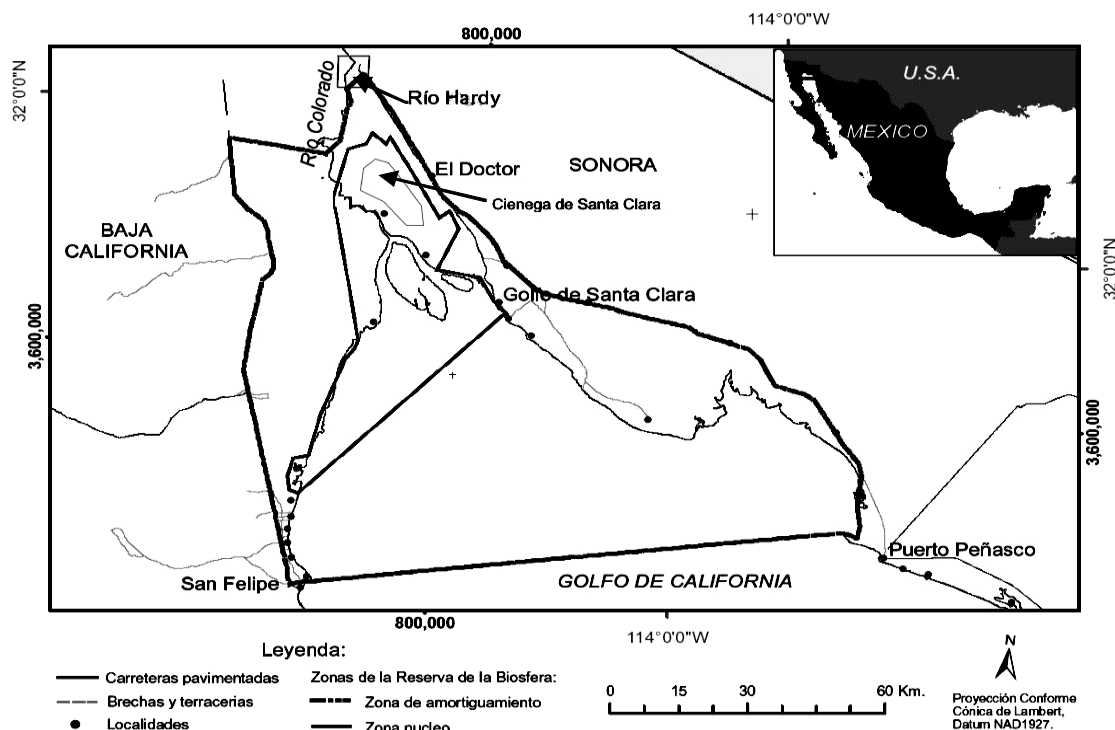 114°0'0"W
800,000
32°0'0"N
Río Colorado
Río Hardy
U.S.A.
MEXICO
El Doctor
SONORA
Cienega de Santa Clara
BAJA
CALIFORNIA
32°0'0"N
Golfo de Santa Clara
3,600,000
3,600,000
Puerto Peñasco
San Felipe
GOLFO DE CALIFORNIA
800,000
114°0'0"W
Leyenda:
Carreteras pavimentadas
Brechas y terracerias
Localidades
Zonas de la Reserva de la Biosfera:
Zona de amortiguamiento
Zona nucleo
0 15 30 60 Km.
N
Proyección Conforme
Cónica de Lambert,
Datum NAD1927.